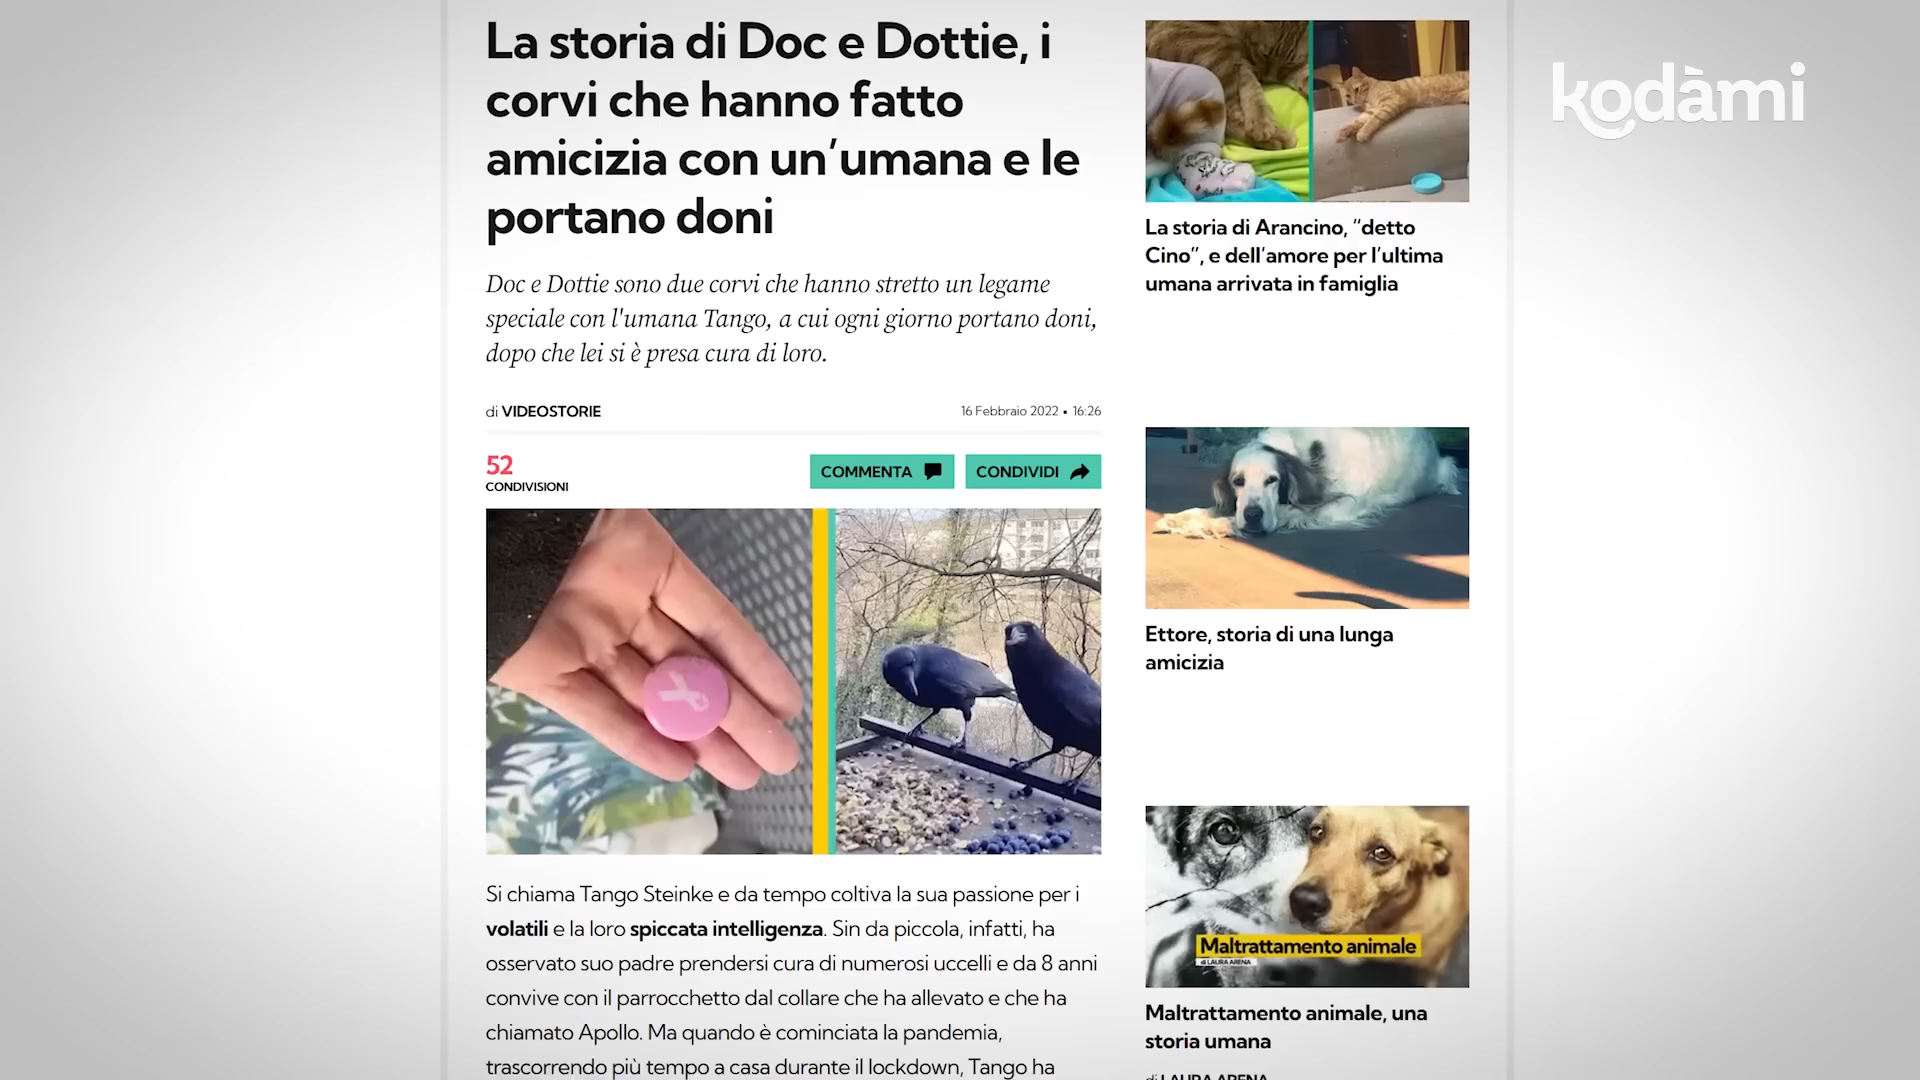 La storia di Doc e Dottie, i
corvi che hanno fatto
amicizia con un’umana e le
portano doni
Doc e Dottie sono due corvi che hanno stretto un legame
speciale con l'umana Tango, a cui ogni giorno portano doni,
dopo che lei si è presa cura di loro.
di VIDEOSTORIE
16 Febbraio 2022 • 16:26
52
CONDIVISIONI
COMMENTA
CONDIVIDI
Si chiama Tango Steinke e da tempo coltiva la sua passione per i
volatili e la loro spiccata intelligenza. Sin da piccola, infatti, ha
osservato suo padre prendersi cura di numerosi uccelli e da 8 anni
convive con il parrocchetto dal collare che ha allevato e che ha
chiamato Apollo. Ma quando è cominciata la pandemia,
trascorrendo più tempo a casa durante il lockdown, Tango ha
La storia di Arancino, “detto
Cino”, e dell’amore per l’ultima
umana arrivata in famiglia
Ettore, storia di una lunga
amicizia
Maltrattamento animale
di LAURA ARENA
Maltrattamento animale, una
storia umana
di LAURA ARENA
kodàmi